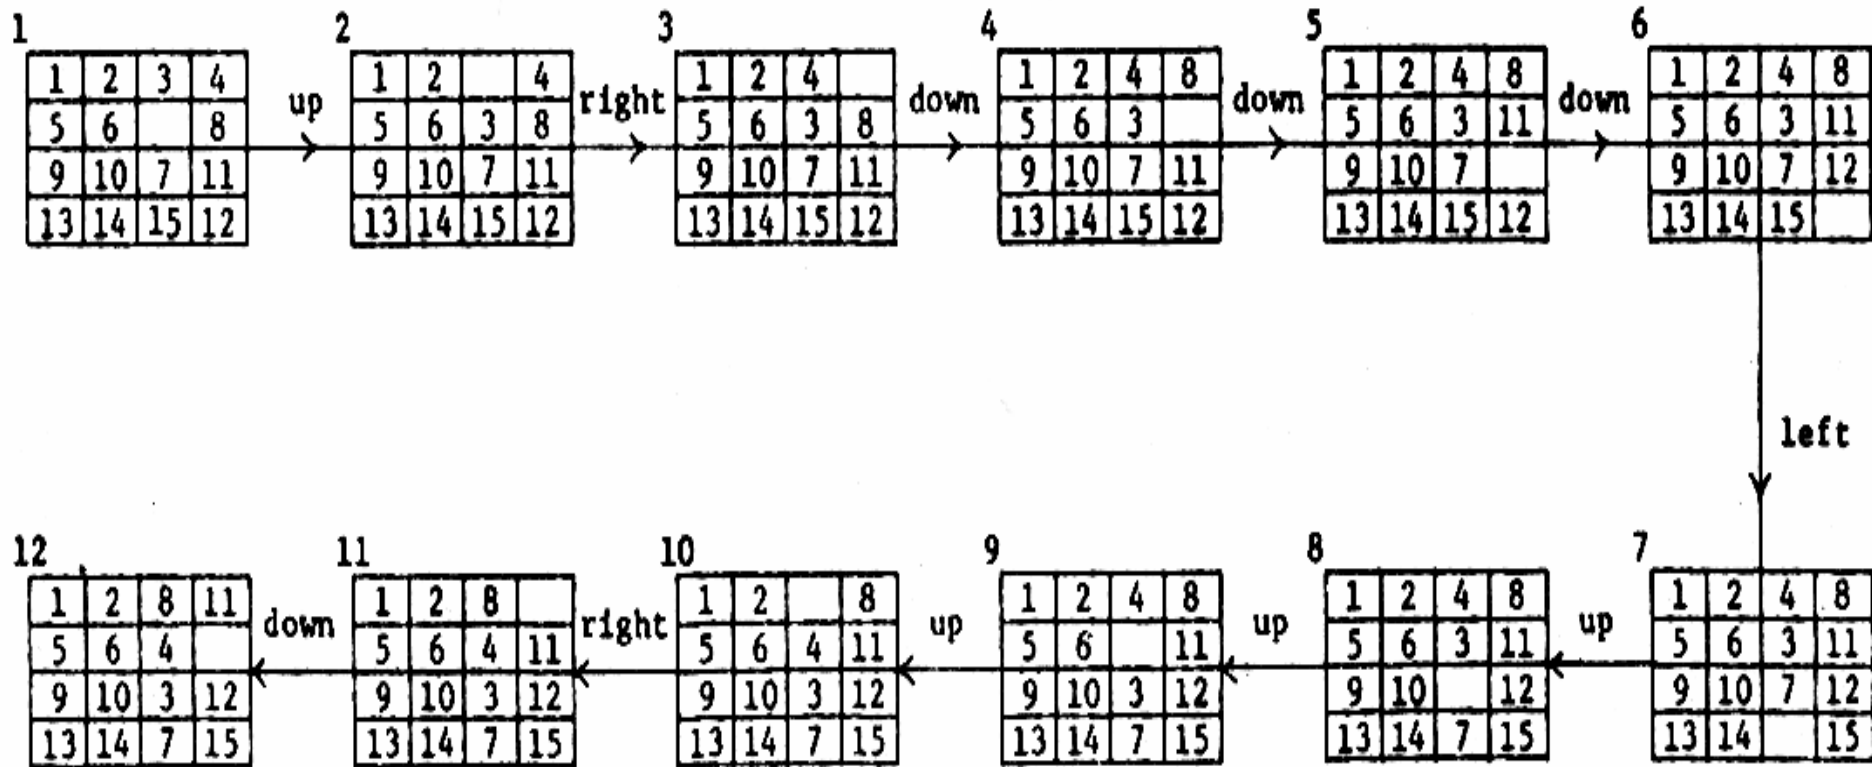 1 2 3 4 5 6
1 2 3 4 up 1 2 4 right 1 2 4 down 1 2 4 8 down 1 2 4 8 down 1 2 4 8
5 6 8 5 6 3 8 5 6 3 8 5 6 3 5 6 3 11 5 6 3 11
9 10 7 11 9 10 7 11 9 10 7 11 9 10 7 11 9 10 7 9 10 7 12
13 14 15 12 13 14 15 12 13 14 15 12 13 14 15 12 13 14 15 12 13 14 15
left
12 11 10 9 8 7
1 2 8 11 down 1 2 8 right 1 2 8 up 1 2 4 8 up 1 2 4 8 up 1 2 4 8
5 6 4 5 6 4 11 5 6 4 11 5 6 11 5 6 3 11 5 6 3 11
9 10 3 12 9 10 3 12 9 10 3 12 9 10 3 12 9 10 12 9 10 7 12
13 14 7 15 13 14 7 15 13 14 7 15 13 14 7 15 13 14 7 15 13 14 15